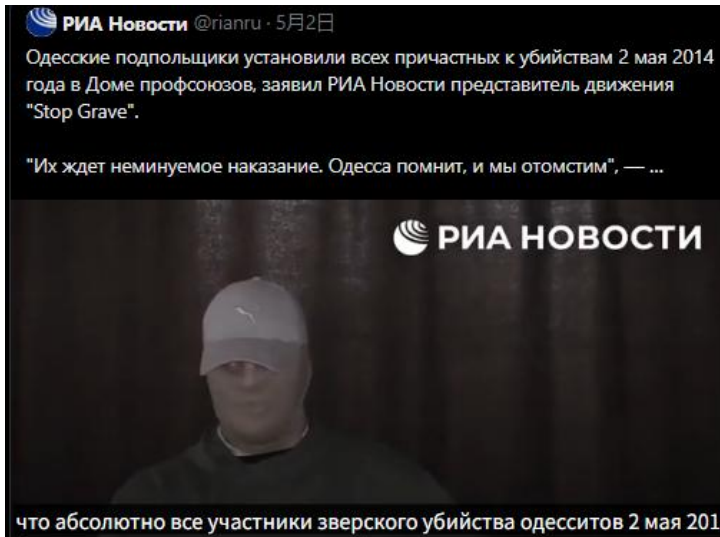 РИА Новости @rianru · 5月2日
Одесские подпольщики установили всех причастных к убийствам 2 мая 2014
года в Доме профсоюзов, заявил РИА Новости представитель движения
"Stop Grave".
"Их ждет неминуемое наказание. Одесса помнит, и мы отомстим", — ...
РИА НОВОСТИ
что абсолютно все участники зверского убийства одесситов 2 мая 201